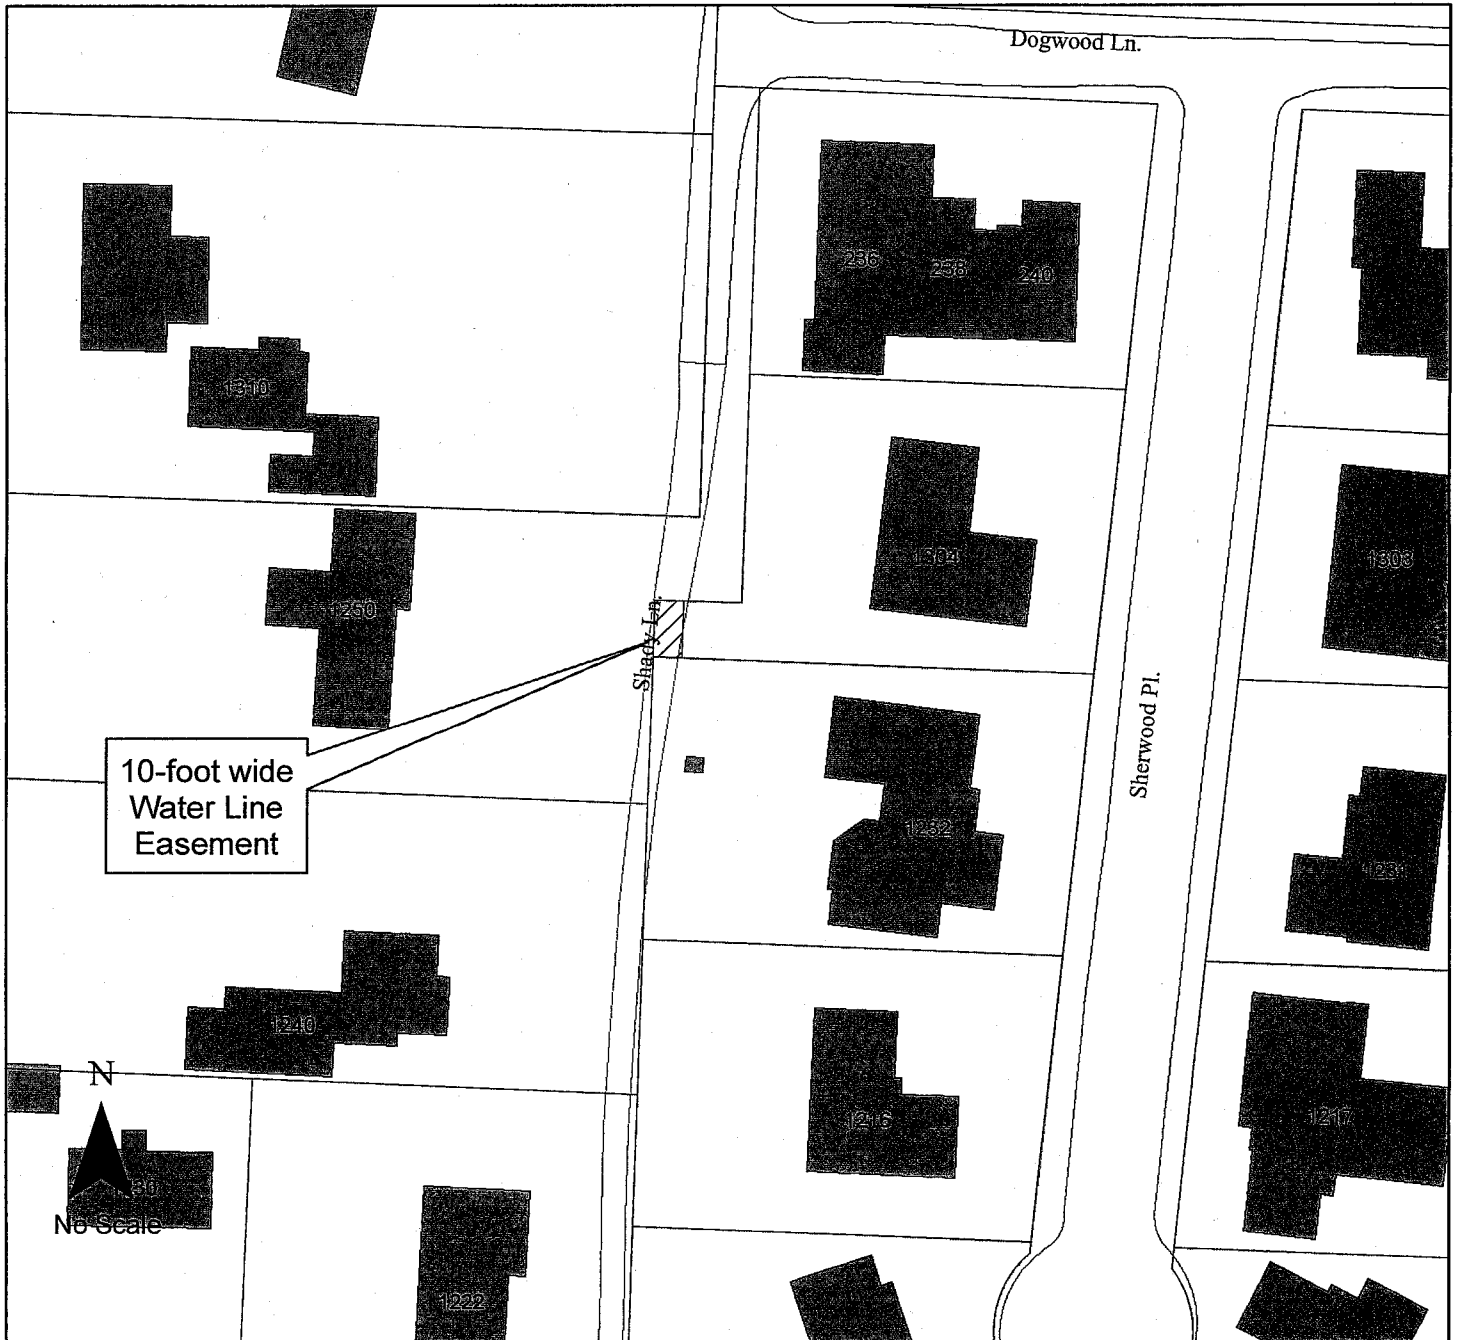 Dogwood Ln.
236
238
240
1310
1304
1303
1250
Shady Ln.
Sherwood Pl.
10-foot wide
Water Line
Easement
1232
1231
1240
N
1216
1217
No Scale
1222